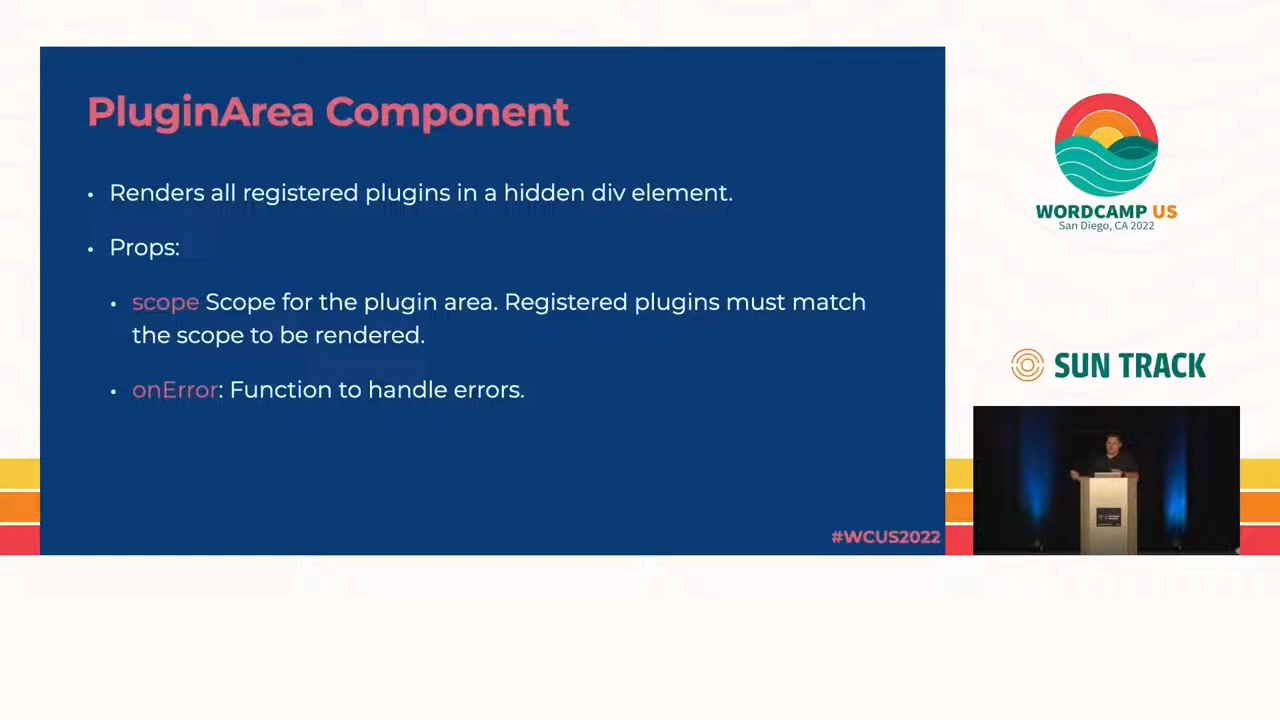 PluginArea Component
• Renders all registered plugins in a hidden div element.
• Props:
• scope Scope for the plugin area. Registered plugins must match
the scope to be rendered.
• onError: Function to handle errors.
#WCUS2022
WORDCAMP US
San Diego, CA 2022
SUN TRACK